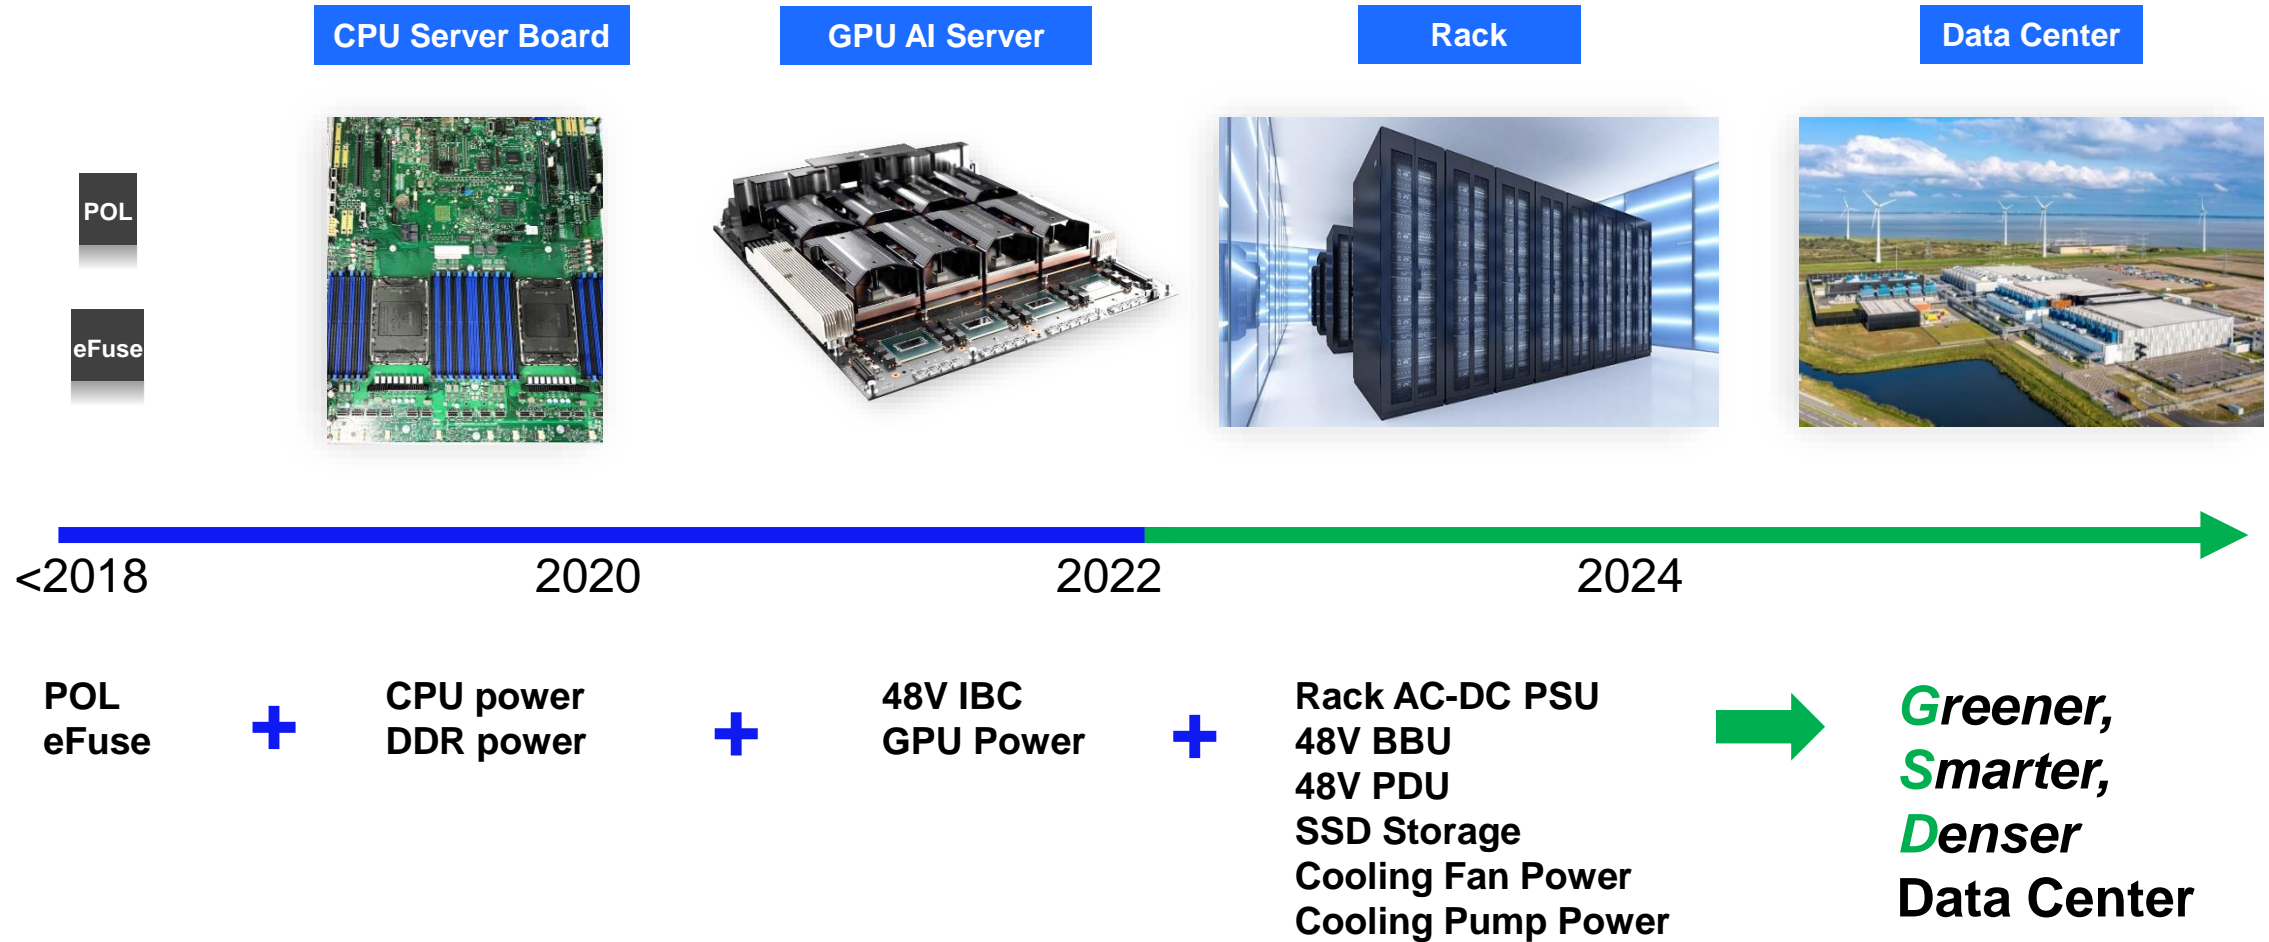 CPU Server Board
GPU AI Server
Rack
Data Center
POL
eFuse
<2018
2020
2022
2024
POL
eFuse
+
CPU power
DDR power
+
48V IBC
GPU Power
+
Rack AC-DC PSU
48V BBU
48V PDU
SSD Storage
Cooling Fan Power
Cooling Pump Power
Greener,
Smarter,
Denser
Data Center